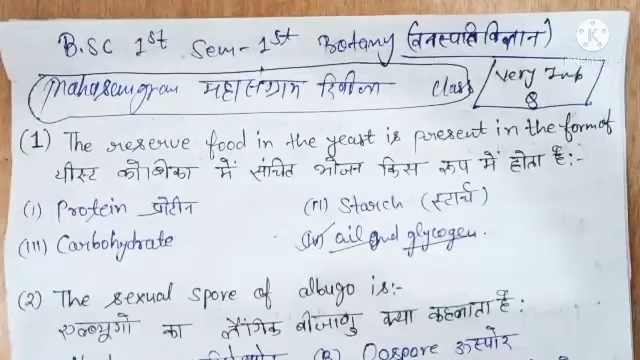 B.SC 1st Sem-1st Botany (वनस्पति विज्ञान)
Mahasamgram महासंग्राम रिवीजन Class
Very Imp
Q
(1) The reserve food in the yeast is present in the form of
यीस्ट कोशिका में संचित भोजन किस रूप में होता है:-
(i) Protein प्रोटीन (ii) Starch (स्टार्च)
(iii) Carbohydrate (iv) oil and glycogen.
(2) The sexual spore of albugo is:-
एल्ब्यूगो का लैंगिक बीजाणु क्या कहलाता है:
(B) Oospore ऊस्पोर